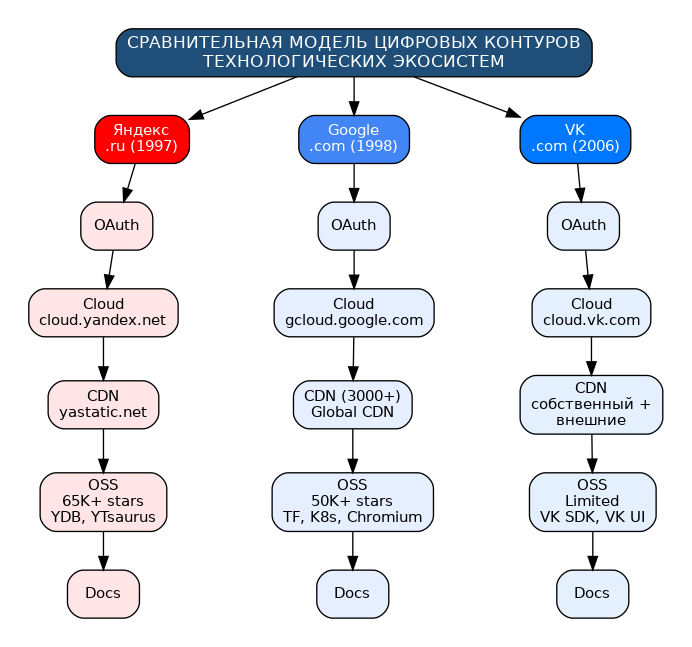 СРАВНИТЕЛЬНАЯ МОДЕЛЬ ЦИФРОВЫХ КОНТУРОВ
ТЕХНОЛОГИЧЕСКИХ ЭКОСИСТЕМ
Яндекс
.ru (1997)
Google
.com (1998)
VK
.com (2006)
OAuth
OAuth
OAuth
Cloud
cloud.yandex.net
Cloud
gcloud.google.com
Cloud
cloud.vk.com
CDN
yastatic.net
CDN (3000+)
Global CDN
CDN
собственный +
внешние
OSS
65K+ stars
YDB, YTsaurus
OSS
50K+ stars
TF, K8s, Chromium
OSS
Limited
VK SDK, VK UI
Docs
Docs
Docs